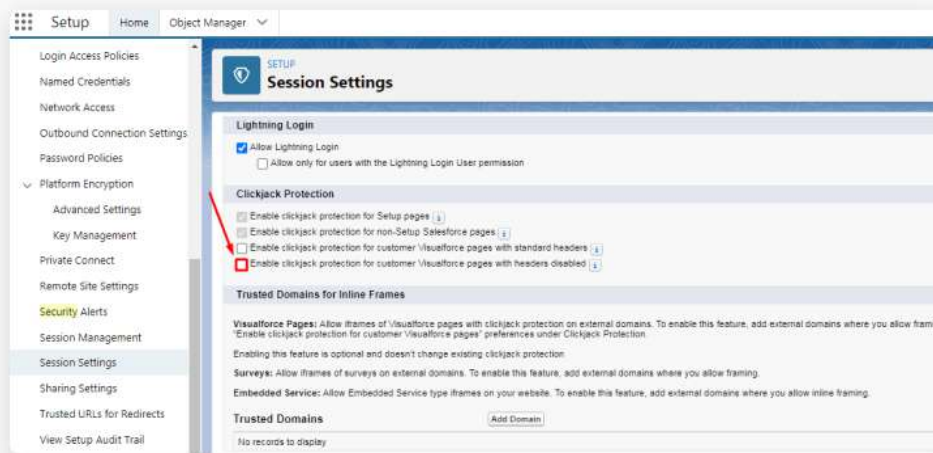 Setup
Home
Object Manager
Login Access Policies
Named Credentials
Network Access
Outbound Connection Settings
Password Policies
Platform Encryption
Advanced Settings
Key Management
Private Connect
Remote Site Settings
Security Alerts
Session Management
Session Settings
Sharing Settings
Trusted URLs for Redirects
View Setup Audit Trail
SETUP
Session Settings
Lightning Login
Allow Lightning Login
Allow only for users with the Lightning Login User permission
Clickjack Protection
Enable clickjack protection for Setup pages i
Enable clickjack protection for non-Setup Salesforce pages i
Enable clickjack protection for customer Visualforce pages with standard headers i
Enable clickjack protection for customer Visualforce pages with headers disabled i
Trusted Domains for Inline Frames
Visualforce Pages: Allow iframes of Visualforce pages with clickjack protection on external domains. To enable this feature, add external domains where you allow fram
"Enable clickjack protection for customer Visualforce pages" preferences under Clickjack Protection
Enabling this feature is optional and doesn't change existing clickjack protection
Surveys: Allow iframes of surveys on external domains. To enable this feature, add external domains where you allow framing.
Embedded Service: Allow Embedded Service type iframes on your website. To enable this feature, add external domains where you allow inline framing.
Trusted Domains
Add Domain
No records to display